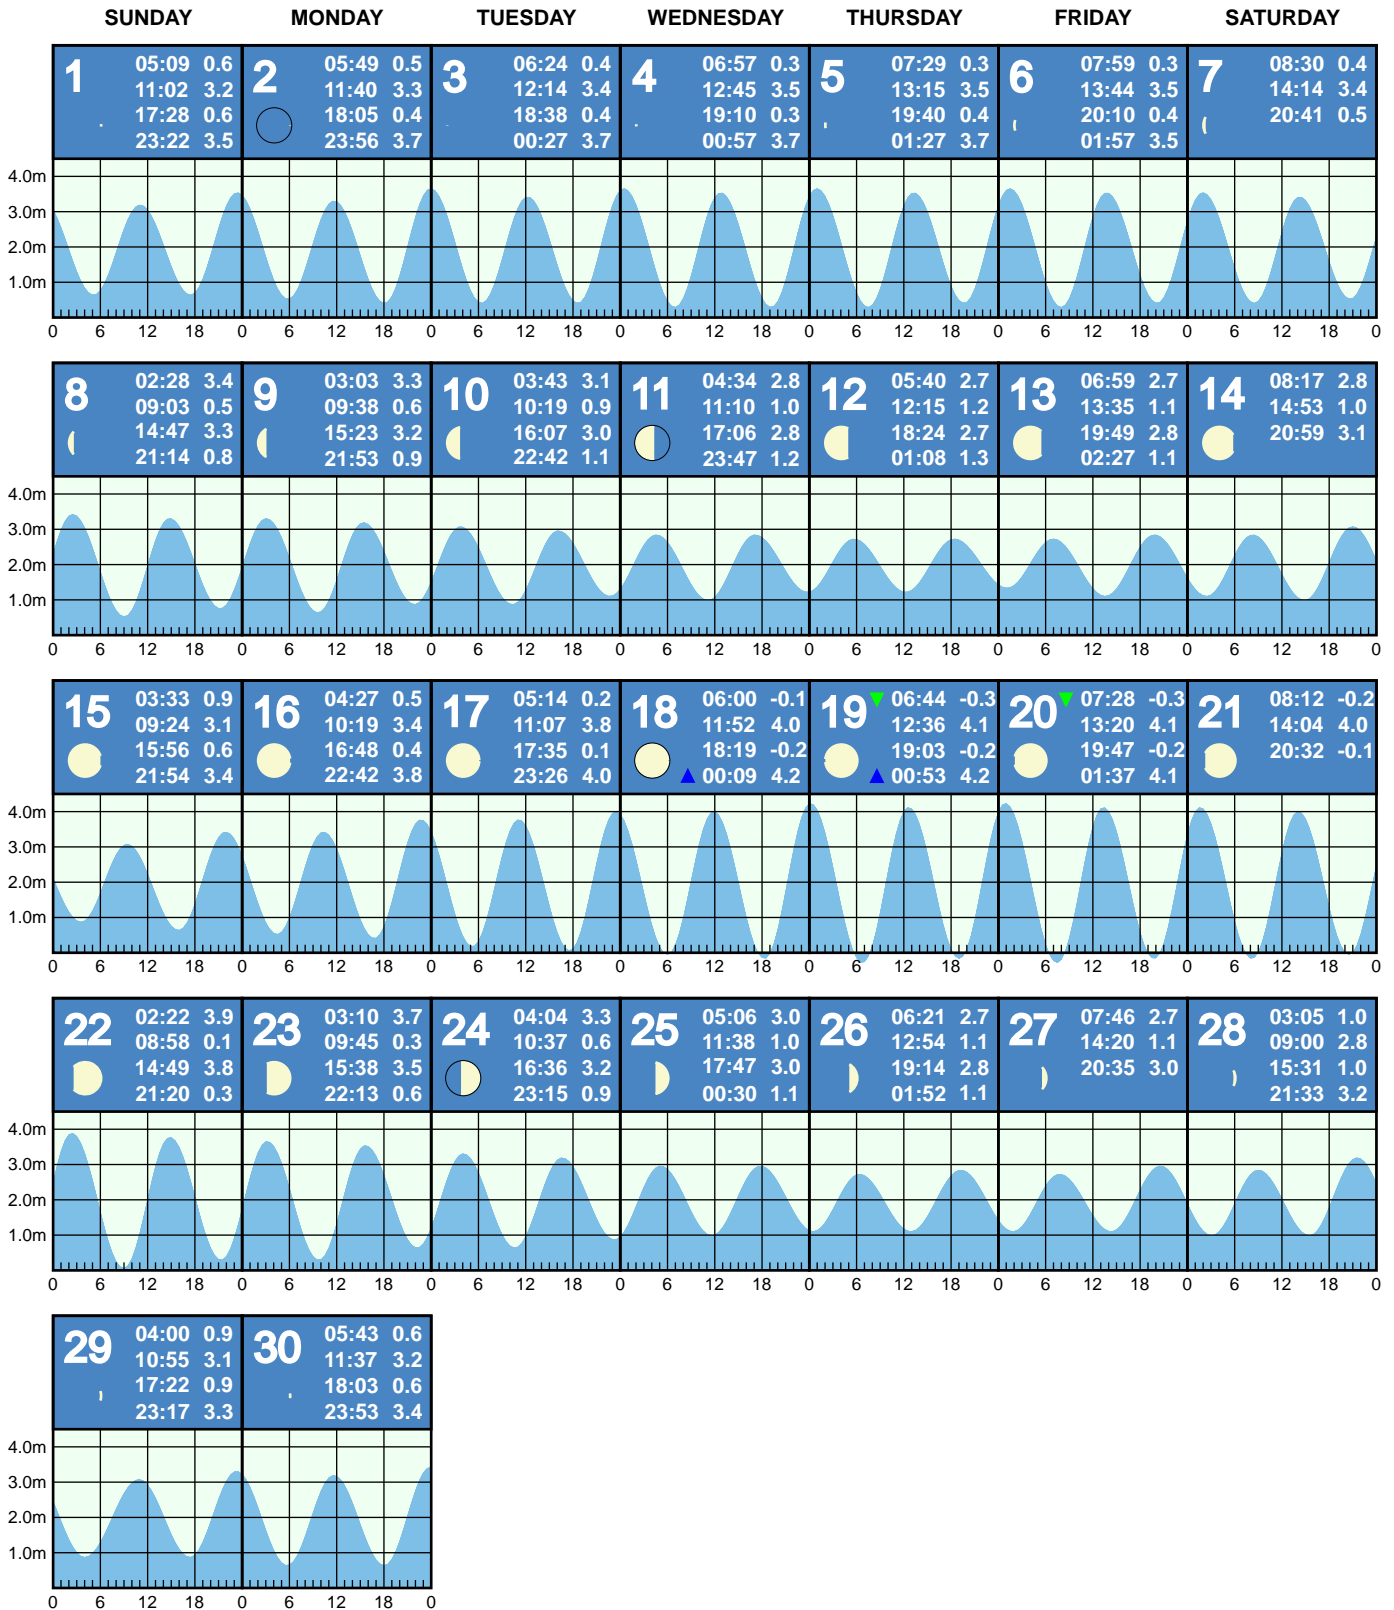 SUNDAY MONDAY TUESDAY WEDNESDAY THURSDAY FRIDAY SATURDAY
1 05:09 0.6
11:02 3.2
17:28 0.6
23:22 3.5
2 05:49 0.5
11:40 3.3
18:05 0.4
23:56 3.7
3 06:24 0.4
12:14 3.4
18:38 0.4
00:27 3.7
4 06:57 0.3
12:45 3.5
19:10 0.3
00:57 3.7
5 07:29 0.3
13:15 3.5
19:40 0.4
01:27 3.7
6 07:59 0.3
13:44 3.5
20:10 0.4
01:57 3.5
7 08:30 0.4
14:14 3.4
20:41 0.5
4.0m
3.0m
2.0m
1.0m
0 6 12 18 0 6 12 18 0 6 12 18 0 6 12 18 0 6 12 18 0 6 12 18 0 6 12 18 0
8 02:28 3.4
09:03 0.5
14:47 3.3
21:14 0.8
9 03:03 3.3
09:38 0.6
15:23 3.2
21:53 0.9
10 03:43 3.1
10:19 0.9
16:07 3.0
22:42 1.1
11 04:34 2.8
11:10 1.0
17:06 2.8
23:47 1.2
12 05:40 2.7
12:15 1.2
18:24 2.7
01:08 1.3
13 06:59 2.7
13:35 1.1
19:49 2.8
02:27 1.1
14 08:17 2.8
14:53 1.0
20:59 3.1
4.0m
3.0m
2.0m
1.0m
0 6 12 18 0 6 12 18 0 6 12 18 0 6 12 18 0 6 12 18 0 6 12 18 0 6 12 18 0
15 03:33 0.9
09:24 3.1
15:56 0.6
21:54 3.4
16 04:27 0.5
10:19 3.4
16:48 0.4
22:42 3.8
17 05:14 0.2
11:07 3.8
17:35 0.1
23:26 4.0
18 06:00 -0.1
11:52 4.0
18:19 -0.2
00:09 4.2
19 06:44 -0.3
12:36 4.1
19:03 -0.2
00:53 4.2
20 07:28 -0.3
13:20 4.1
19:47 -0.2
01:37 4.1
21 08:12 -0.2
14:04 4.0
20:32 -0.1
4.0m
3.0m
2.0m
1.0m
0 6 12 18 0 6 12 18 0 6 12 18 0 6 12 18 0 6 12 18 0 6 12 18 0 6 12 18 0
22 02:22 3.9
08:58 0.1
14:49 3.8
21:20 0.3
23 03:10 3.7
09:45 0.3
15:38 3.5
22:13 0.6
24 04:04 3.3
10:37 0.6
16:36 3.2
23:15 0.9
25 05:06 3.0
11:38 1.0
17:47 3.0
00:30 1.1
26 06:21 2.7
12:54 1.1
19:14 2.8
01:52 1.1
27 07:46 2.7
14:20 1.1
20:35 3.0
28 03:05 1.0
09:00 2.8
15:31 1.0
21:33 3.2
4.0m
3.0m
2.0m
1.0m
0 6 12 18 0 6 12 18 0 6 12 18 0 6 12 18 0 6 12 18 0 6 12 18 0 6 12 18 0
29 04:00 0.9
10:55 3.1
17:22 0.9
23:17 3.3
30 05:43 0.6
11:37 3.2
18:03 0.6
23:53 3.4
4.0m
3.0m
2.0m
1.0m
0 6 12 18 0 6 12 18 0